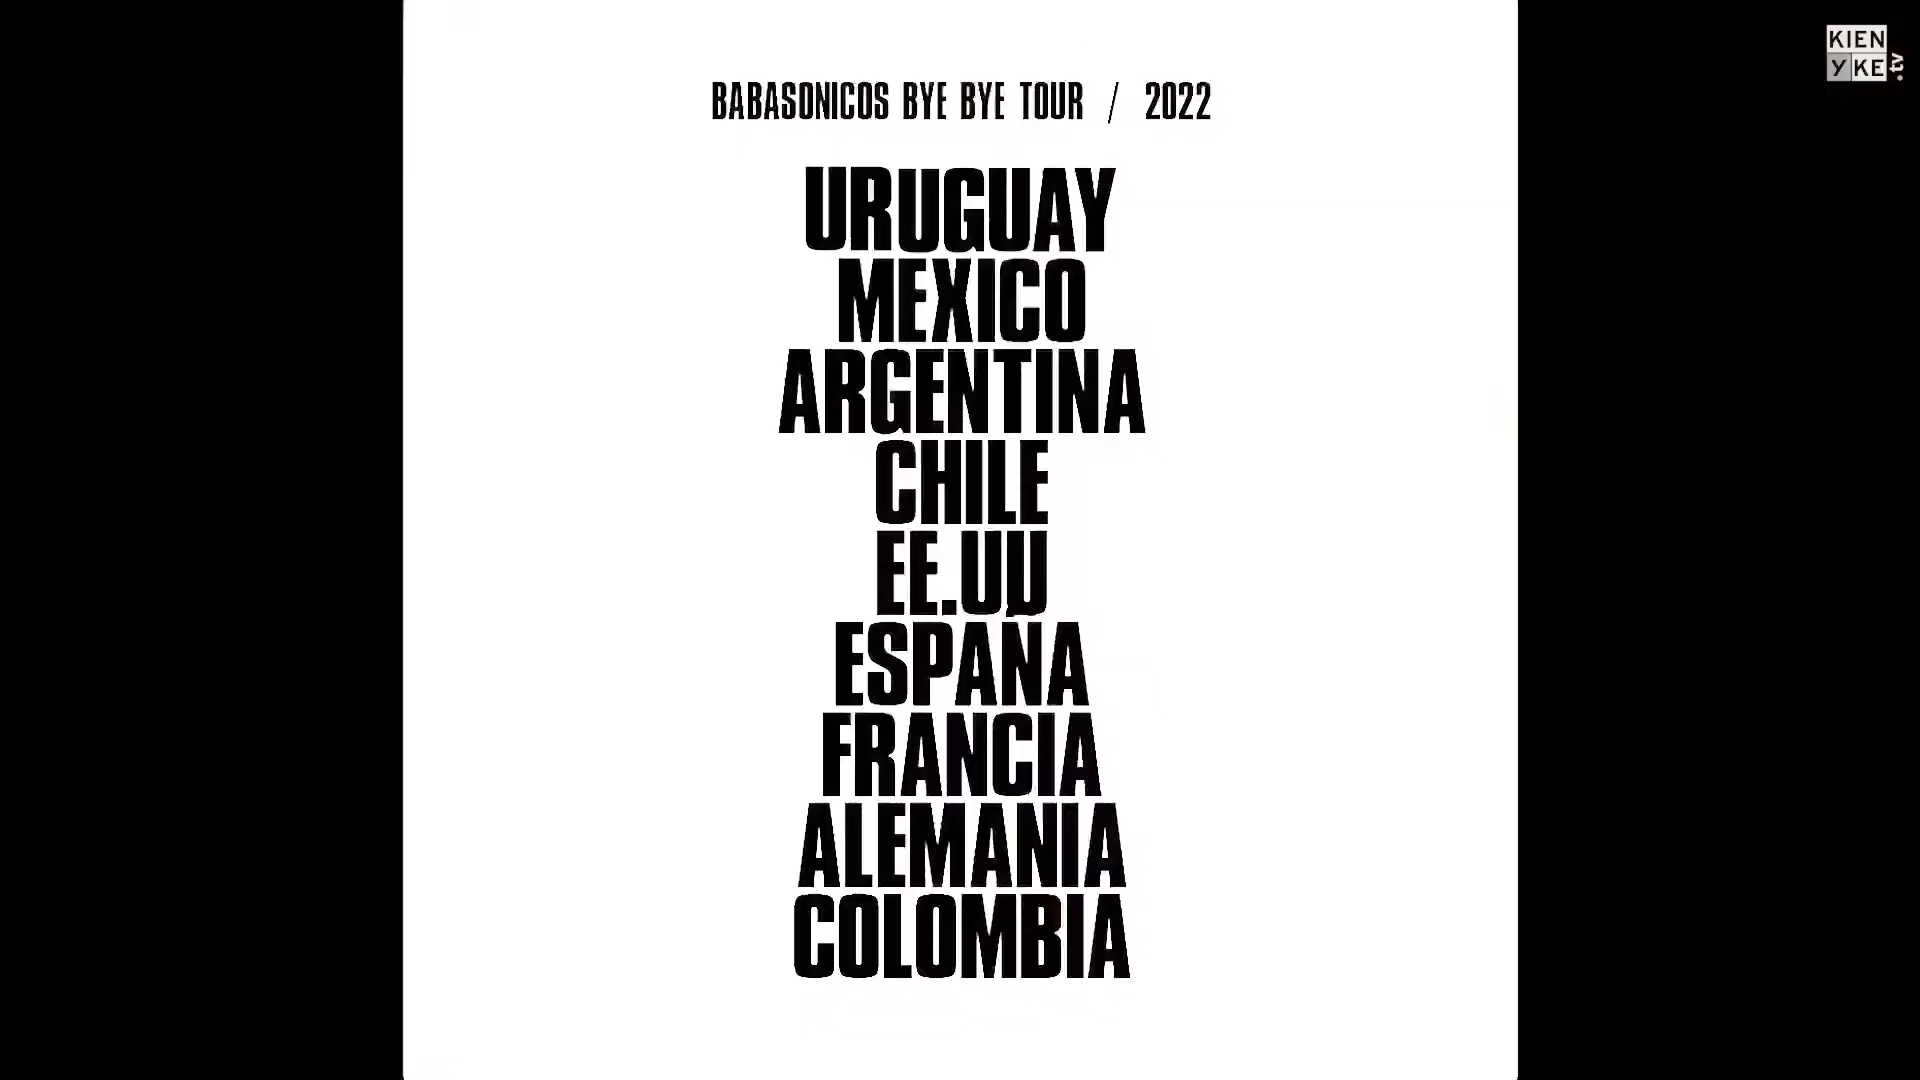 BABASONICOS BYE BYE TOUR / 2022
URUGUAY
MEXICO
ARGENTINA
CHILE
EE.UU
ESPAÑA
FRANCIA
ALEMANIA
COLOMBIA
KIEN
YKE.tv